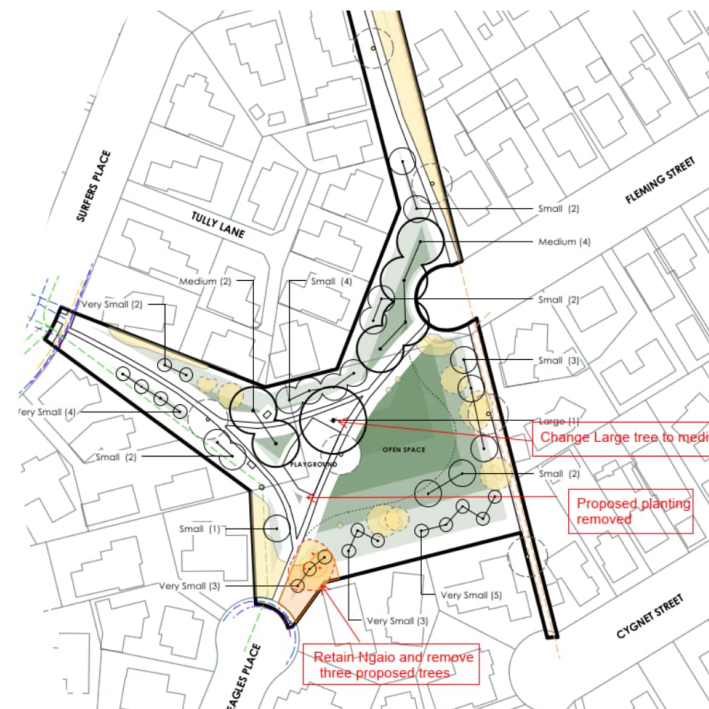 SURFERS PLACE
FLEMING STREET
TULLY LANE
Small (2)
Medium (4)
Medium (2)
Small (4)
Very Small (2)
Small (2)
Small (3)
ery Small (4)
Large (1)
Change Large tree to medi
OPEN SPACE
Small (2)
PLAYGROUND
Small (2)
Proposed planting
removed
Small (1)
Very Small (3)
Very Small (5)
Very Small (3)
CYGNET STREET
Retain Ngaio and remove
three proposed trees
EAGLES PLACE